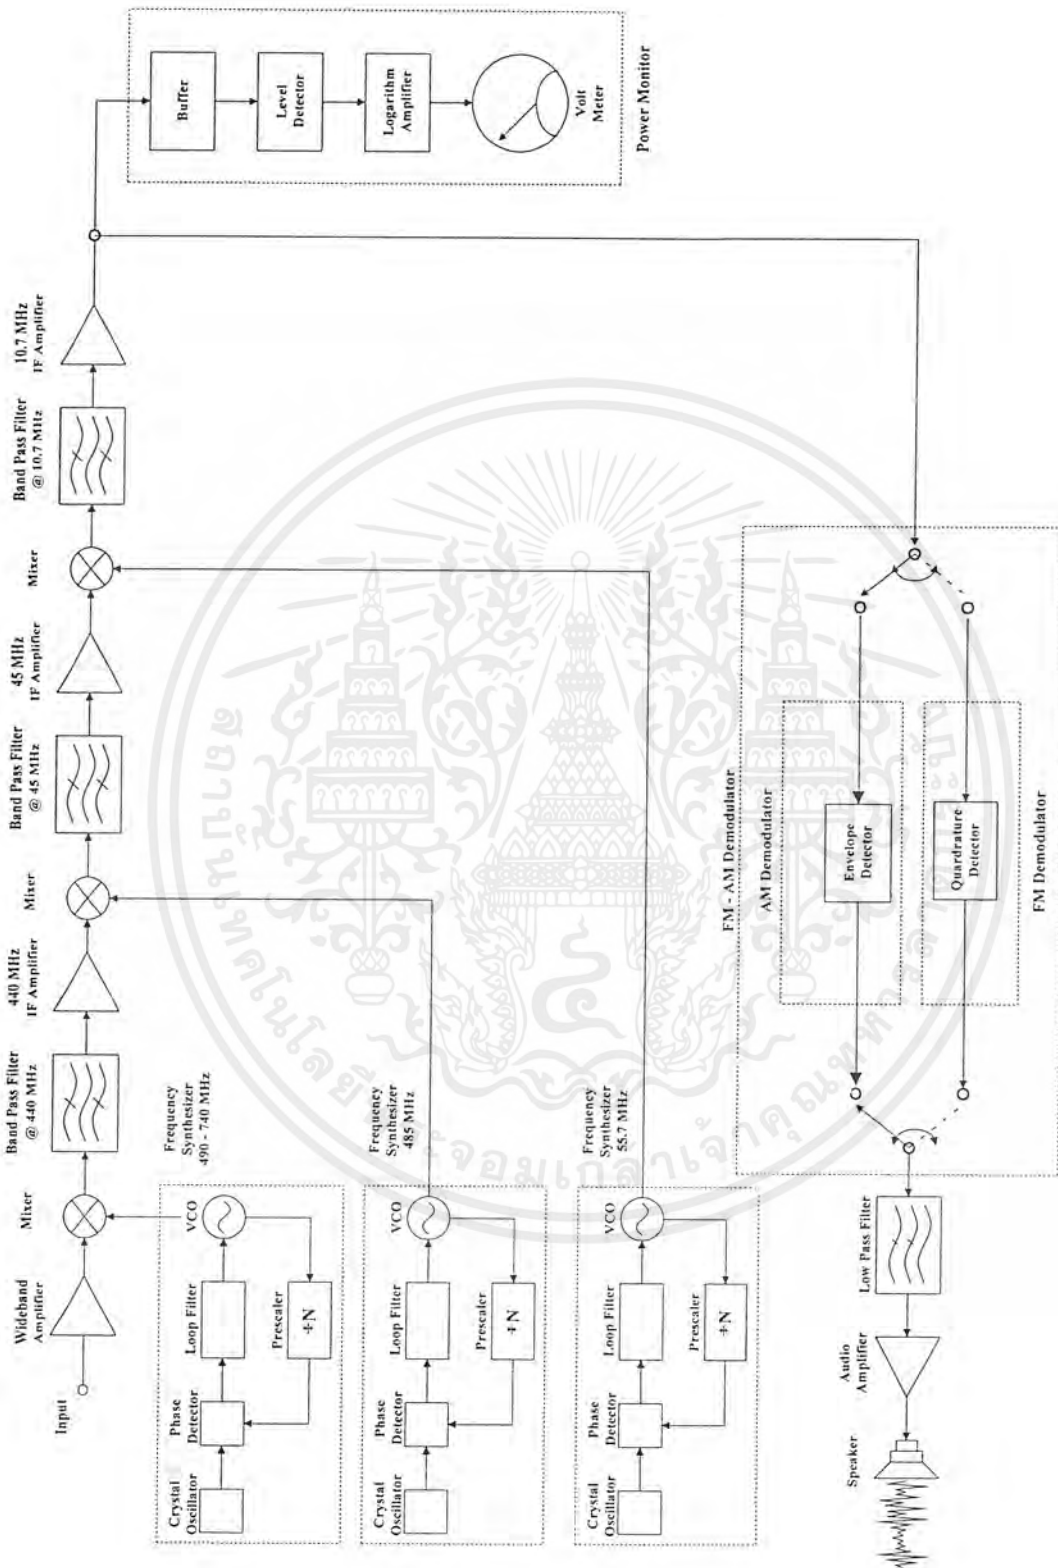 Input
Wideband
Amplifier
Mixer
Band Pass Filter
@ 440 MHz
440 MHz
IF Amplifier
Mixer
Band Pass Filter
@ 45 MHz
45 MHz
IF Amplifier
Mixer
Band Pass Filter
@ 10.7 MHz
10.7 MHz
IF Amplifier
Buffer
Level
Detector
Logarithm
Amplifier
Volt
Meter
Power Monitor
Crystal
Oscillator
Phase
Detector
Loop Filter
VCO
Prescaler
÷N
Frequency
Synthesizer
490 - 740 MHz
Crystal
Oscillator
Phase
Detector
Loop Filter
VCO
Prescaler
÷N
Frequency
Synthesizer
485 MHz
Crystal
Oscillator
Phase
Detector
Loop Filter
VCO
Prescaler
÷N
Frequency
Synthesizer
55.7 MHz
FM - AM Demodulator
AM Demodulator
Envelope
Detector
Quardrature
Detector
FM Demodulator
Low Pass Filter
Audio
Amplifier
Speaker